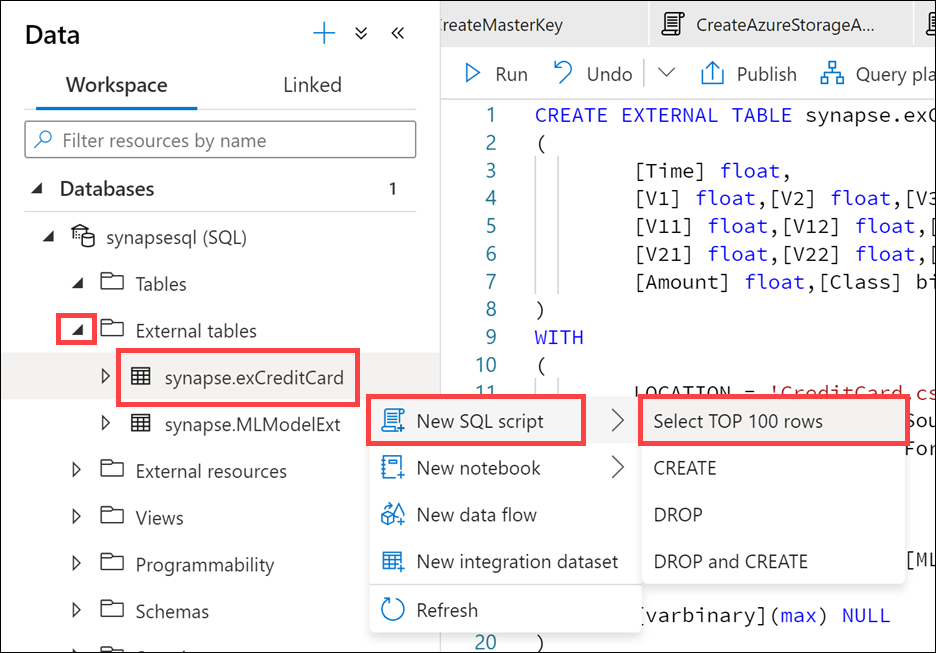 Data
Workspace
Linked
Filter resources by name
Databases
1
synapsesql (SQL)
Tables
External tables
synapse.exCreditCard
synapse.MLModelExt
External resources
Views
Programmability
Schemas
New SQL script
New notebook
New data flow
New integration dataset
Refresh
Select TOP 100 rows
CREATE
DROP
DROP and CREATE
reateMasterKey
CreateAzureStorageA...
Run
Undo
Publish
Query pla
1 CREATE EXTERNAL TABLE synapse.exC
2 (
3 [Time] float,
4 [V1] float,[V2] float,[V3
5 [V11] float,[V12] float,
6 [V21] float,[V22] float,[
7 [Amount] float,[Class] bi
8 )
9 WITH
10 (
11 LOCATION = 'CreditCard.cs
Sou
For
[ML
[varbinary](max) NULL
20 )